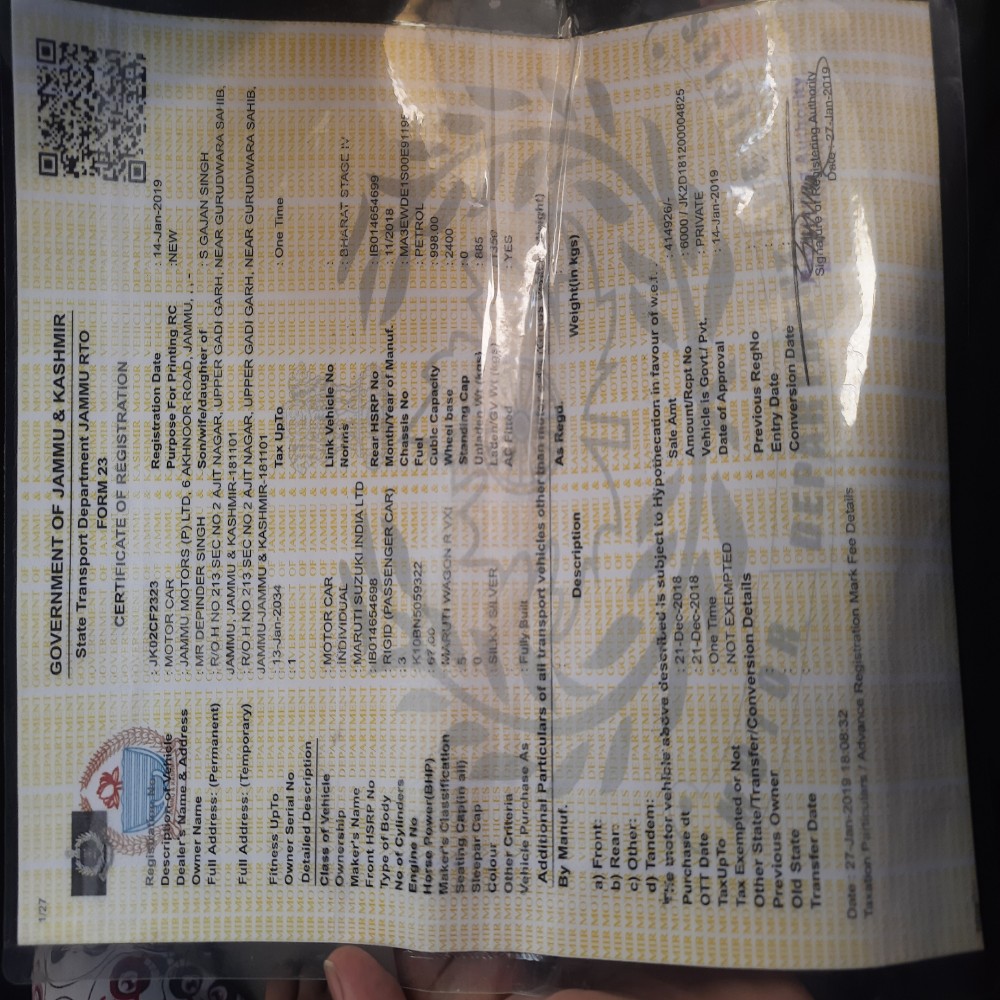 1/27
GOVERNMENT OF JAMMU & KASHMIR
State Transport Department JAMMU RTO
FORM 23
CERTIFICATE OF REGISTRATION
Registration No : JK02CF2323 Registration Date : 14-Jan-2019
Description of Vehicle : MOTOR CAR Purpose For Printing RC : NEW
Dealer's Name & Address : JAMMU MOTORS (P) LTD, 6 AKHNOOR ROAD, JAMMU, , , -
Owner Name : MR DEPINDER SINGH Son/wife/daughter of : S GAJAN SINGH
Full Address: (Permanent) : R/O.H NO 213 SEC NO.2 AJIT NAGAR, UPPER GADI GARH, NEAR GURUDWARA SAHIB,
JAMMU, JAMMU & KASHMIR-181101
Full Address: (Temporary) : R/O.H NO 213 SEC NO.2 AJIT NAGAR, UPPER GADI GARH, NEAR GURUDWARA SAHIB,
JAMMU-JAMMU & KASHMIR-181101
Fitness UpTo : 13-Jan-2034 Tax UpTo : One Time
Owner Serial No : 1
Detailed Description
Class of Vehicle : MOTOR CAR Link Vehicle No :
Ownership : INDIVIDUAL Norms : BHARAT STAGE IV
Maker's Name : MARUTI SUZUKI INDIA LTD
Front HSRP No : IB014654698 Rear HSRP No : IB014654699
Type of Body : RIGID (PASSENGER CAR) Month/Year of Manuf. : 11/2018
No of Cylinders : 3 Chassis No : MA3EWDE1S00E91195
Engine No : K10BN5059322 Fuel : PETROL
Horse Power(BHP) : 67.00 Cubic Capacity : 998.00
Maker's Classification : MARUTI WAGON R VXI Wheel base : 2400
Seating Cap(in all) : 5 Standing Cap : 0
Sleepar Cap : 0 Unladen Wt (kgs) : 885
Colour : SILKY SILVER Laden/GV Wt (kgs) : 1350
Other Criteria : AC Fitted : YES
Vehicle Purchase As : Fully Built
Additional Particulars of all transport vehicles other than motor
By Manuf. : Description As Regd. Weight(in kgs)
a) Front:
b) Rear:
c) Other:
d) Tandem:
The motor vehicle above described is subject to Hypothecation in favour of w.e.f. .
Purchase dt : 21-Dec-2018 Sale Amt : 414926/-
OTT Date : 21-Dec-2018 Amount/Rcpt No : 6000 / JK2D181200004825
TaxUpTo : One Time Vehicle is Govt./ Pvt. : PRIVATE
Tax Exempted or Not : NOT EXEMPTED Date of Approval : 14-Jan-2019
Other State/Transfer/Conversion Details
Previous Owner : Previous RegNo
Old State : Entry Date
Transfer Date : Conversion Date
Signature of Registering Authority
Date : 27-Jan-2019
Date : 27-Jan-2019 18:08:32
Taxation Particulars / Advance Registration Mark Fee Details